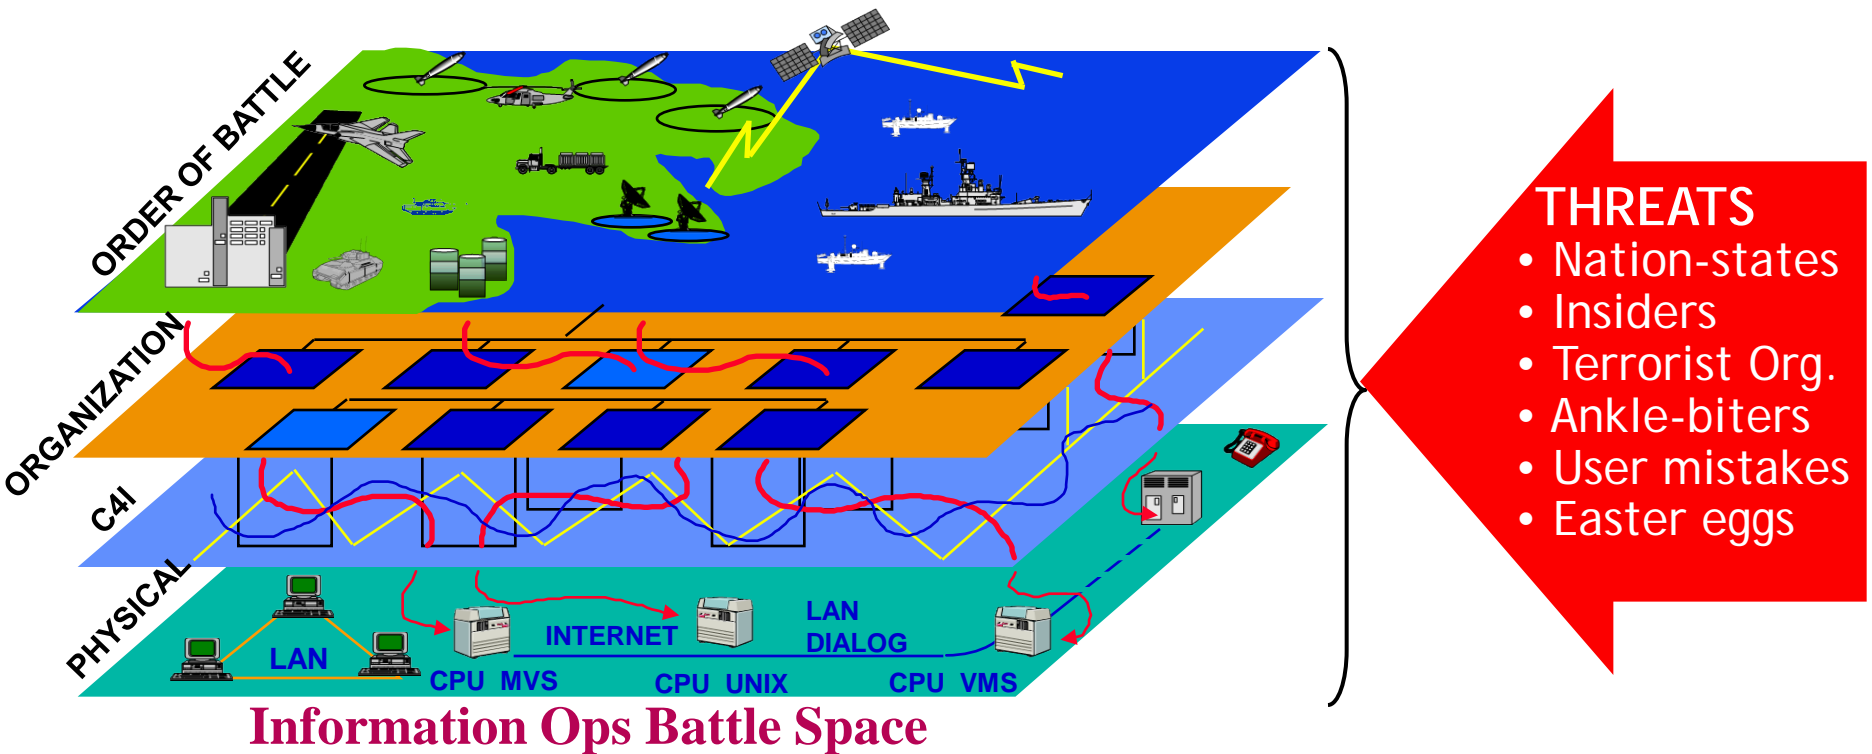 ORDER OF BATTLE
ORGANIZATION
C4I
PHYSICAL
LAN
INTERNET
LAN
DIALOG
CPU MVS
CPU UNIX
CPU VMS
Information Ops Battle Space
THREATS
• Nation-states
• Insiders
• Terrorist Org.
• Ankle-biters
• User mistakes
• Easter eggs